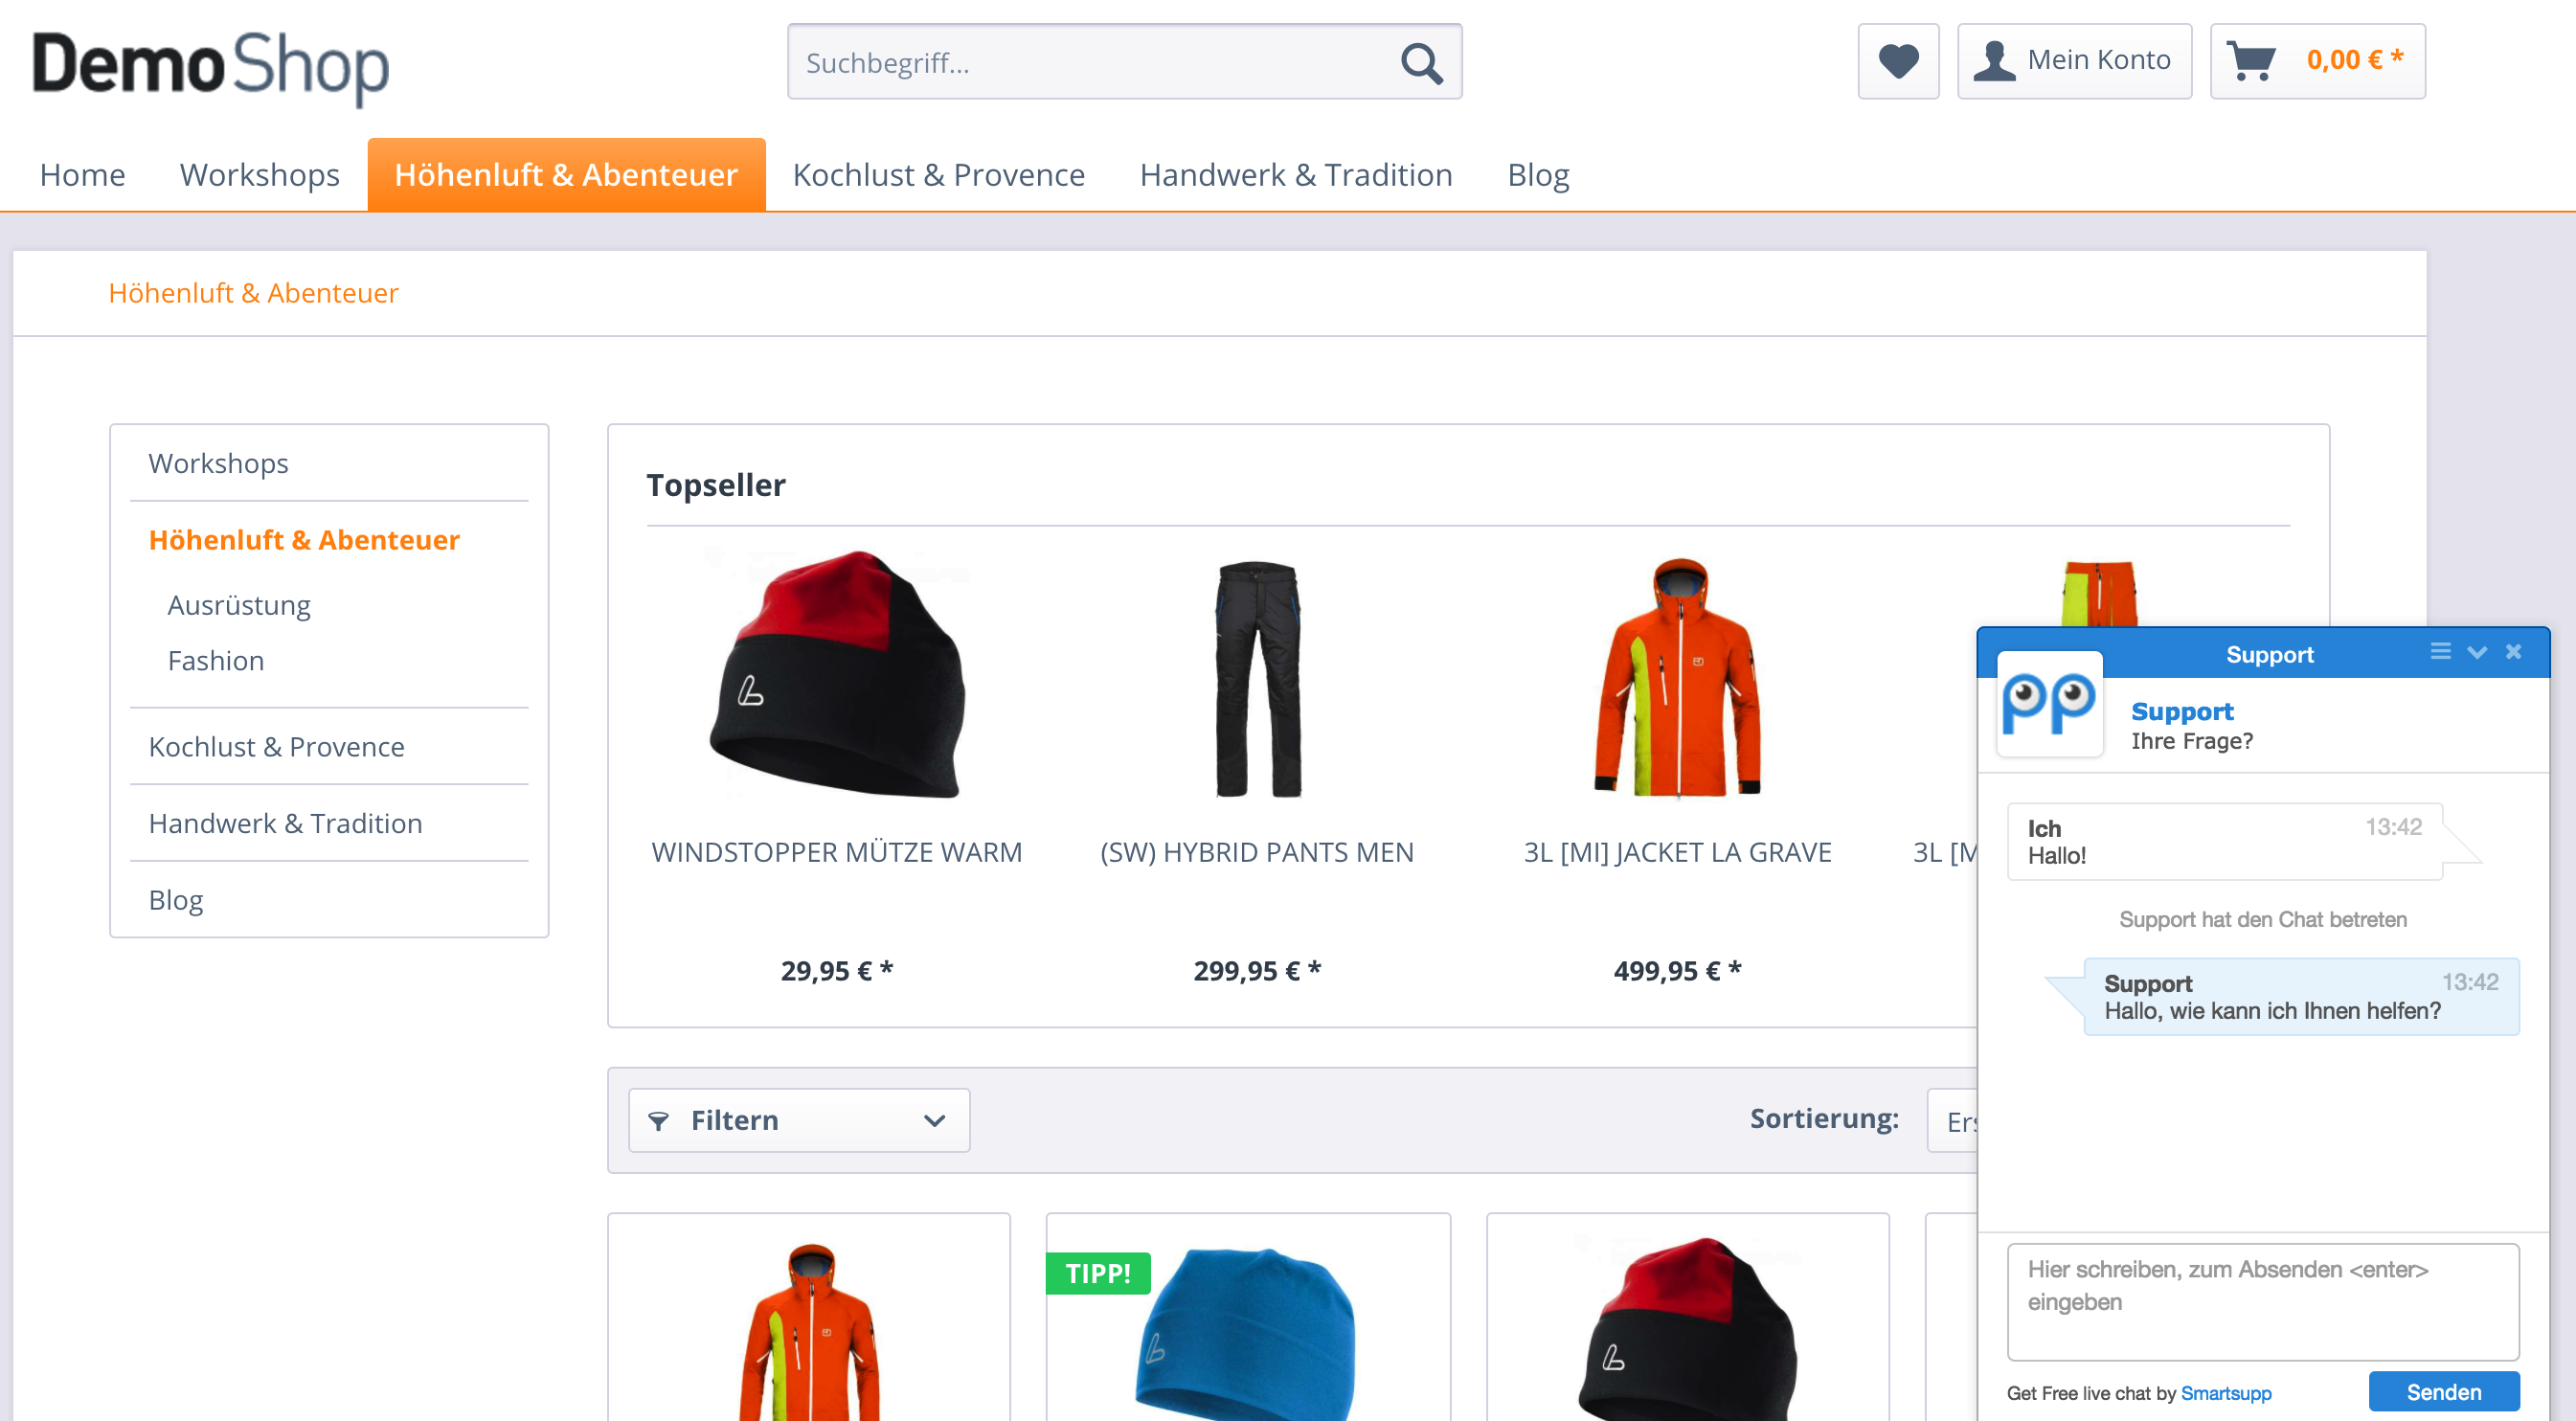 DemoShop
Suchbegriff...
Mein Konto
0,00 € *
Home
Workshops
Höhenluft & Abenteuer
Kochlust & Provence
Handwerk & Tradition
Blog
Höhenluft & Abenteuer
Workshops
Höhenluft & Abenteuer
Ausrüstung
Fashion
Kochlust & Provence
Handwerk & Tradition
Blog
Topseller
WINDSTOPPER MÜTZE WARM
29,95 € *
(SW) HYBRID PANTS MEN
299,95 € *
3L [MI] JACKET LA GRAVE
499,95 € *
3L [M
Filtern
Sortierung:
TIPP!
Support
pp
Support
Ihre Frage?
Ich 13:42
Hallo!
Support hat den Chat betreten
Support 13:42
Hallo, wie kann ich Ihnen helfen?
Hier schreiben, zum Absenden <enter>
eingeben
Get Free live chat by Smartsupp
Senden